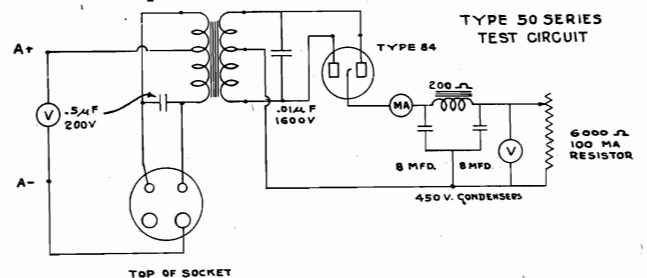 TYPE 50 SERIES
TEST CIRCUIT
A+
TYPE 84
V
.5µF
200V
.01µF
1600V
MA
200 Ω
6000 Ω
100 MA
RESISTOR
V
8 MFD.
8 MFD.
A-
450 V. CONDENSERS
TOP OF SOCKET